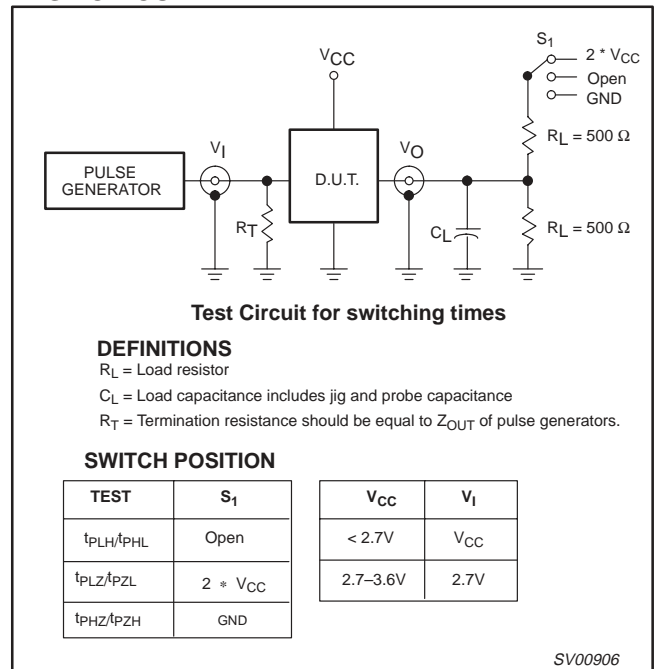 S1
2 * VCC
Open
GND
VCC
RL = 500 Ω
VI
VO
PULSE
GENERATOR
D.U.T.
RT
CL
RL = 500 Ω
Test Circuit for switching times
DEFINITIONS
RL = Load resistor
CL = Load capacitance includes jig and probe capacitance
RT = Termination resistance should be equal to ZOUT of pulse generators.
SWITCH POSITION
TEST S1
tPLH/tPHL Open
tPLZ/tPZL 2 * VCC
tPHZ/tPZH GND
VCC VI
< 2.7V VCC
2.7–3.6V 2.7V
SV00906